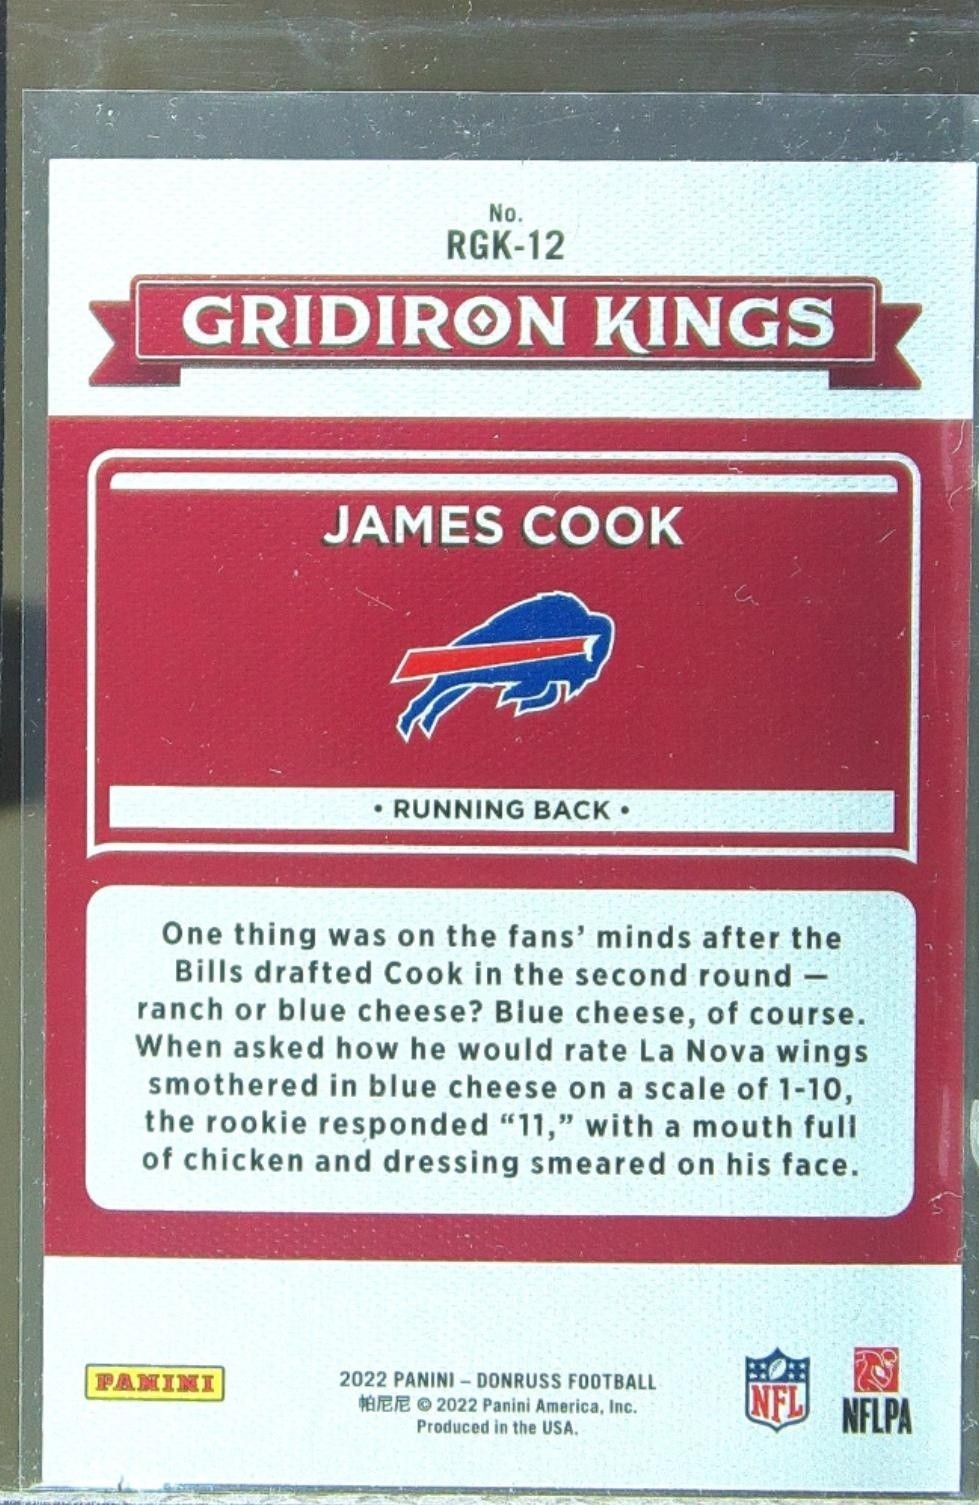 No.
RGK-12
GRIDIRON KINGS
JAMES COOK
• RUNNING BACK •
One thing was on the fans' minds after the
Bills drafted Cook in the second round —
ranch or blue cheese? Blue cheese, of course.
When asked how he would rate La Nova wings
smothered in blue cheese on a scale of 1-10,
the rookie responded “11,” with a mouth full
of chicken and dressing smeared on his face.
PANINI
2022 PANINI – DONRUSS FOOTBALL
帕尼尼 © 2022 Panini America, Inc.
Produced in the USA.
NFL
NFLPA